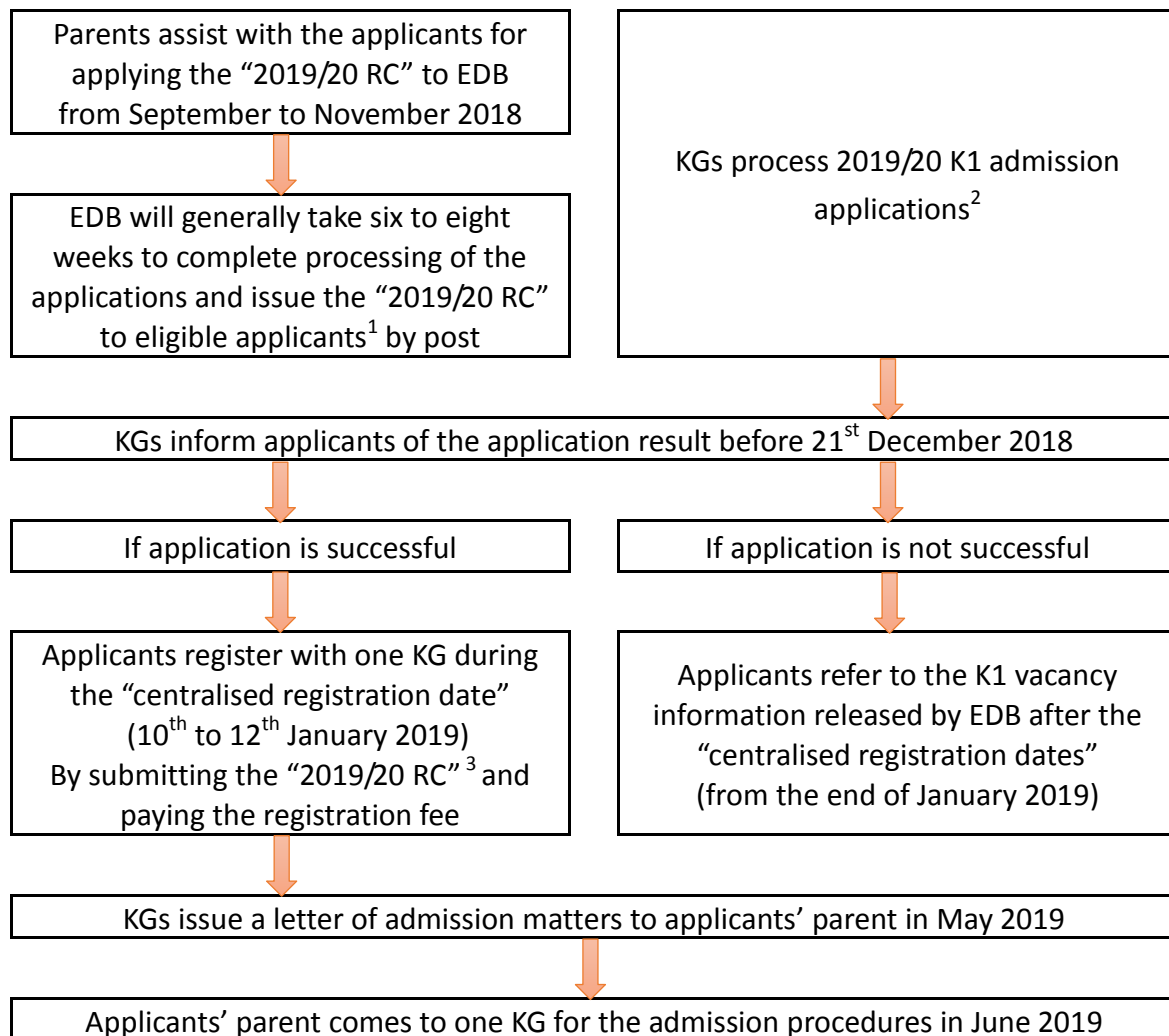 Parents assist with the applicants for
applying the “2019/20 RC” to EDB
from September to November 2018
EDB will generally take six to eight
weeks to complete processing of the
applications and issue the “2019/20 RC”
to eligible applicants1 by post
KGs process 2019/20 K1 admission
applications2
KGs inform applicants of the application result before 21st December 2018
If application is successful
If application is not successful
Applicants register with one KG during
the “centralised registration date”
(10th to 12th January 2019)
By submitting the “2019/20 RC” 3 and
paying the registration fee
Applicants refer to the K1 vacancy
information released by EDB after the
“centralised registration dates”
(from the end of January 2019)
KGs issue a letter of admission matters to applicants’ parent in May 2019
Applicants’ parent comes to one KG for the admission procedures in June 2019